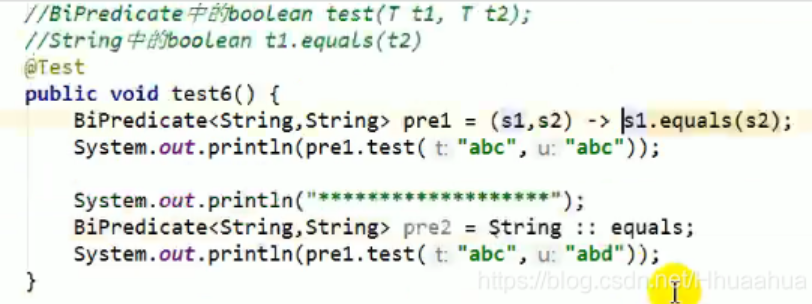 //BiPredicate中的boolean test(T t1, T t2);
//String中的boolean t1.equals(t2)
@Test
public void test6() {
    BiPredicate<String,String> pre1 = (s1,s2) -> s1.equals(s2);
    System.out.println(pre1.test( t: "abc", u: "abc"));

    System.out.println("*******************");
    BiPredicate<String,String> pre2 = String :: equals;
    System.out.println(pre1.test( t: "abc", u: "abd"));
}
https://blog.csdn.net/Hhuaahua